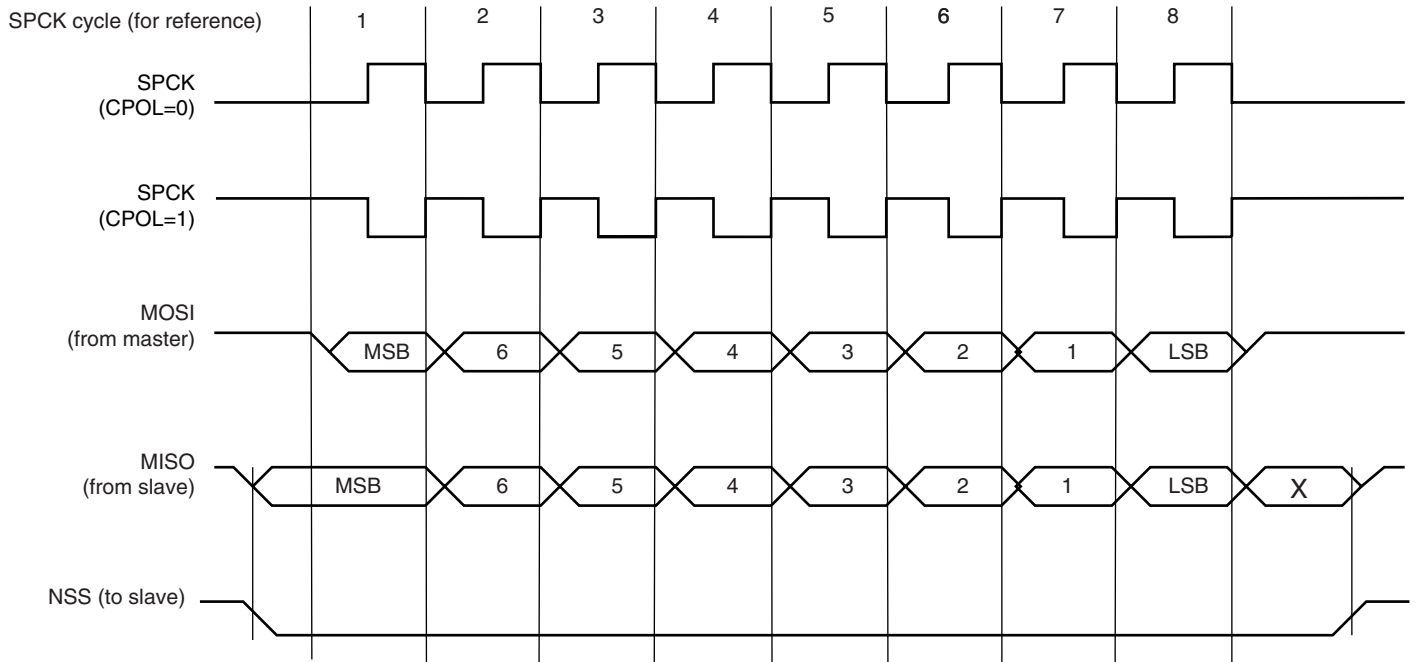 SPCK cycle (for reference) 1 2 3 4 5 6 7 8
SPCK
(CPOL=0)
SPCK
(CPOL=1)
MOSI
(from master)
MSB 6 5 4 3 2 1 LSB
MISO
(from slave)
MSB 6 5 4 3 2 1 LSB X
NSS (to slave)